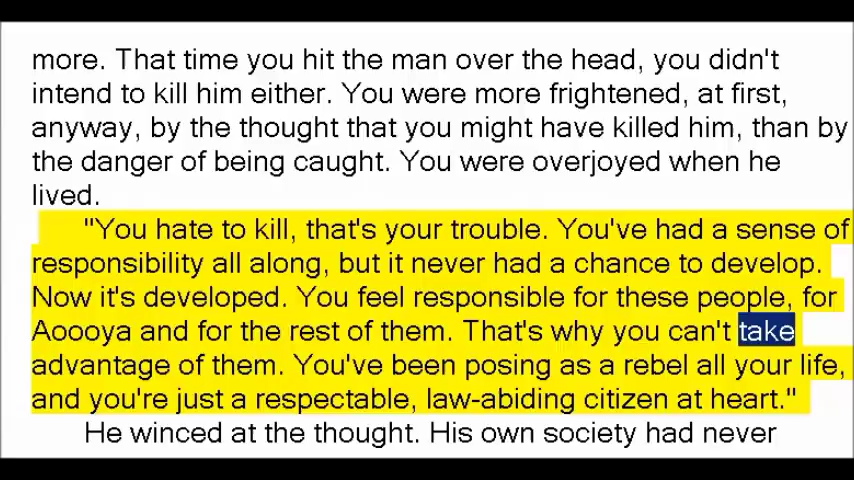 more. That time you hit the man over the head, you didn't
intend to kill him either. You were more frightened, at first,
anyway, by the thought that you might have killed him, than by
the danger of being caught. You were overjoyed when he
lived.
"You hate to kill, that's your trouble. You've had a sense of
responsibility all along, but it never had a chance to develop.
Now it's developed. You feel responsible for these people, for
Aoooya and for the rest of them. That's why you can't take
advantage of them. You've been posing as a rebel all your life,
and you're just a respectable, law-abiding citizen at heart."
He winced at the thought. His own society had never